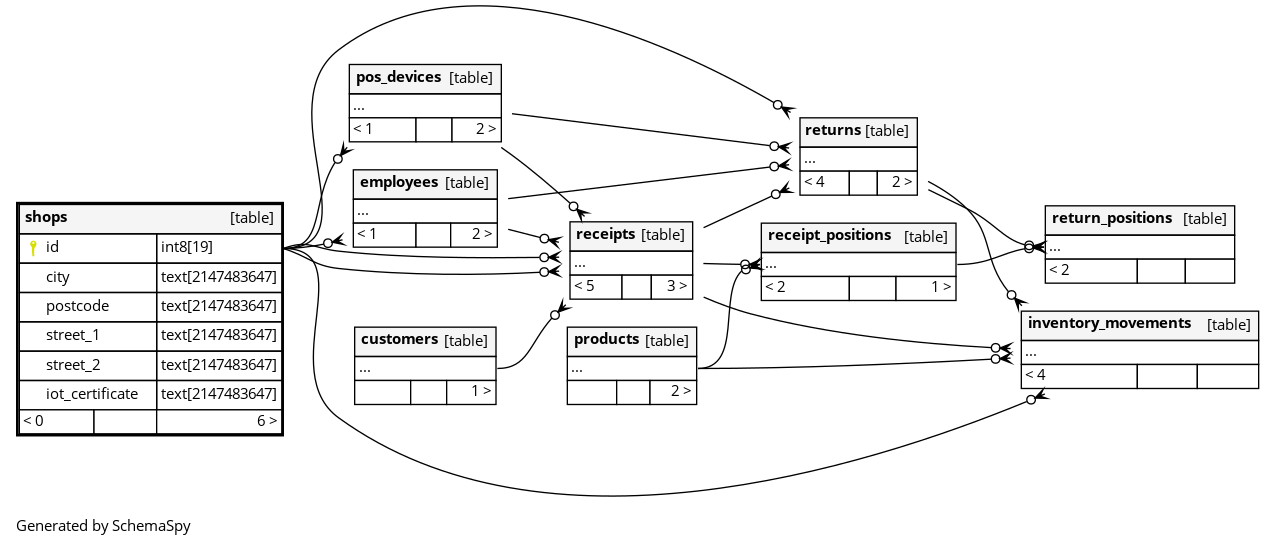 shops [table]
id int8[19]
city text[2147483647]
postcode text[2147483647]
street_1 text[2147483647]
street_2 text[2147483647]
iot_certificate text[2147483647]
< 0 6 >
pos_devices [table]
...
< 1 2 >
employees [table]
...
< 1 2 >
customers [table]
...
1 >
receipts [table]
...
< 5 3 >
products [table]
...
2 >
returns [table]
...
< 4 2 >
receipt_positions [table]
...
< 2 1 >
return_positions [table]
...
< 2
inventory_movements [table]
...
< 4
Generated by SchemaSpy